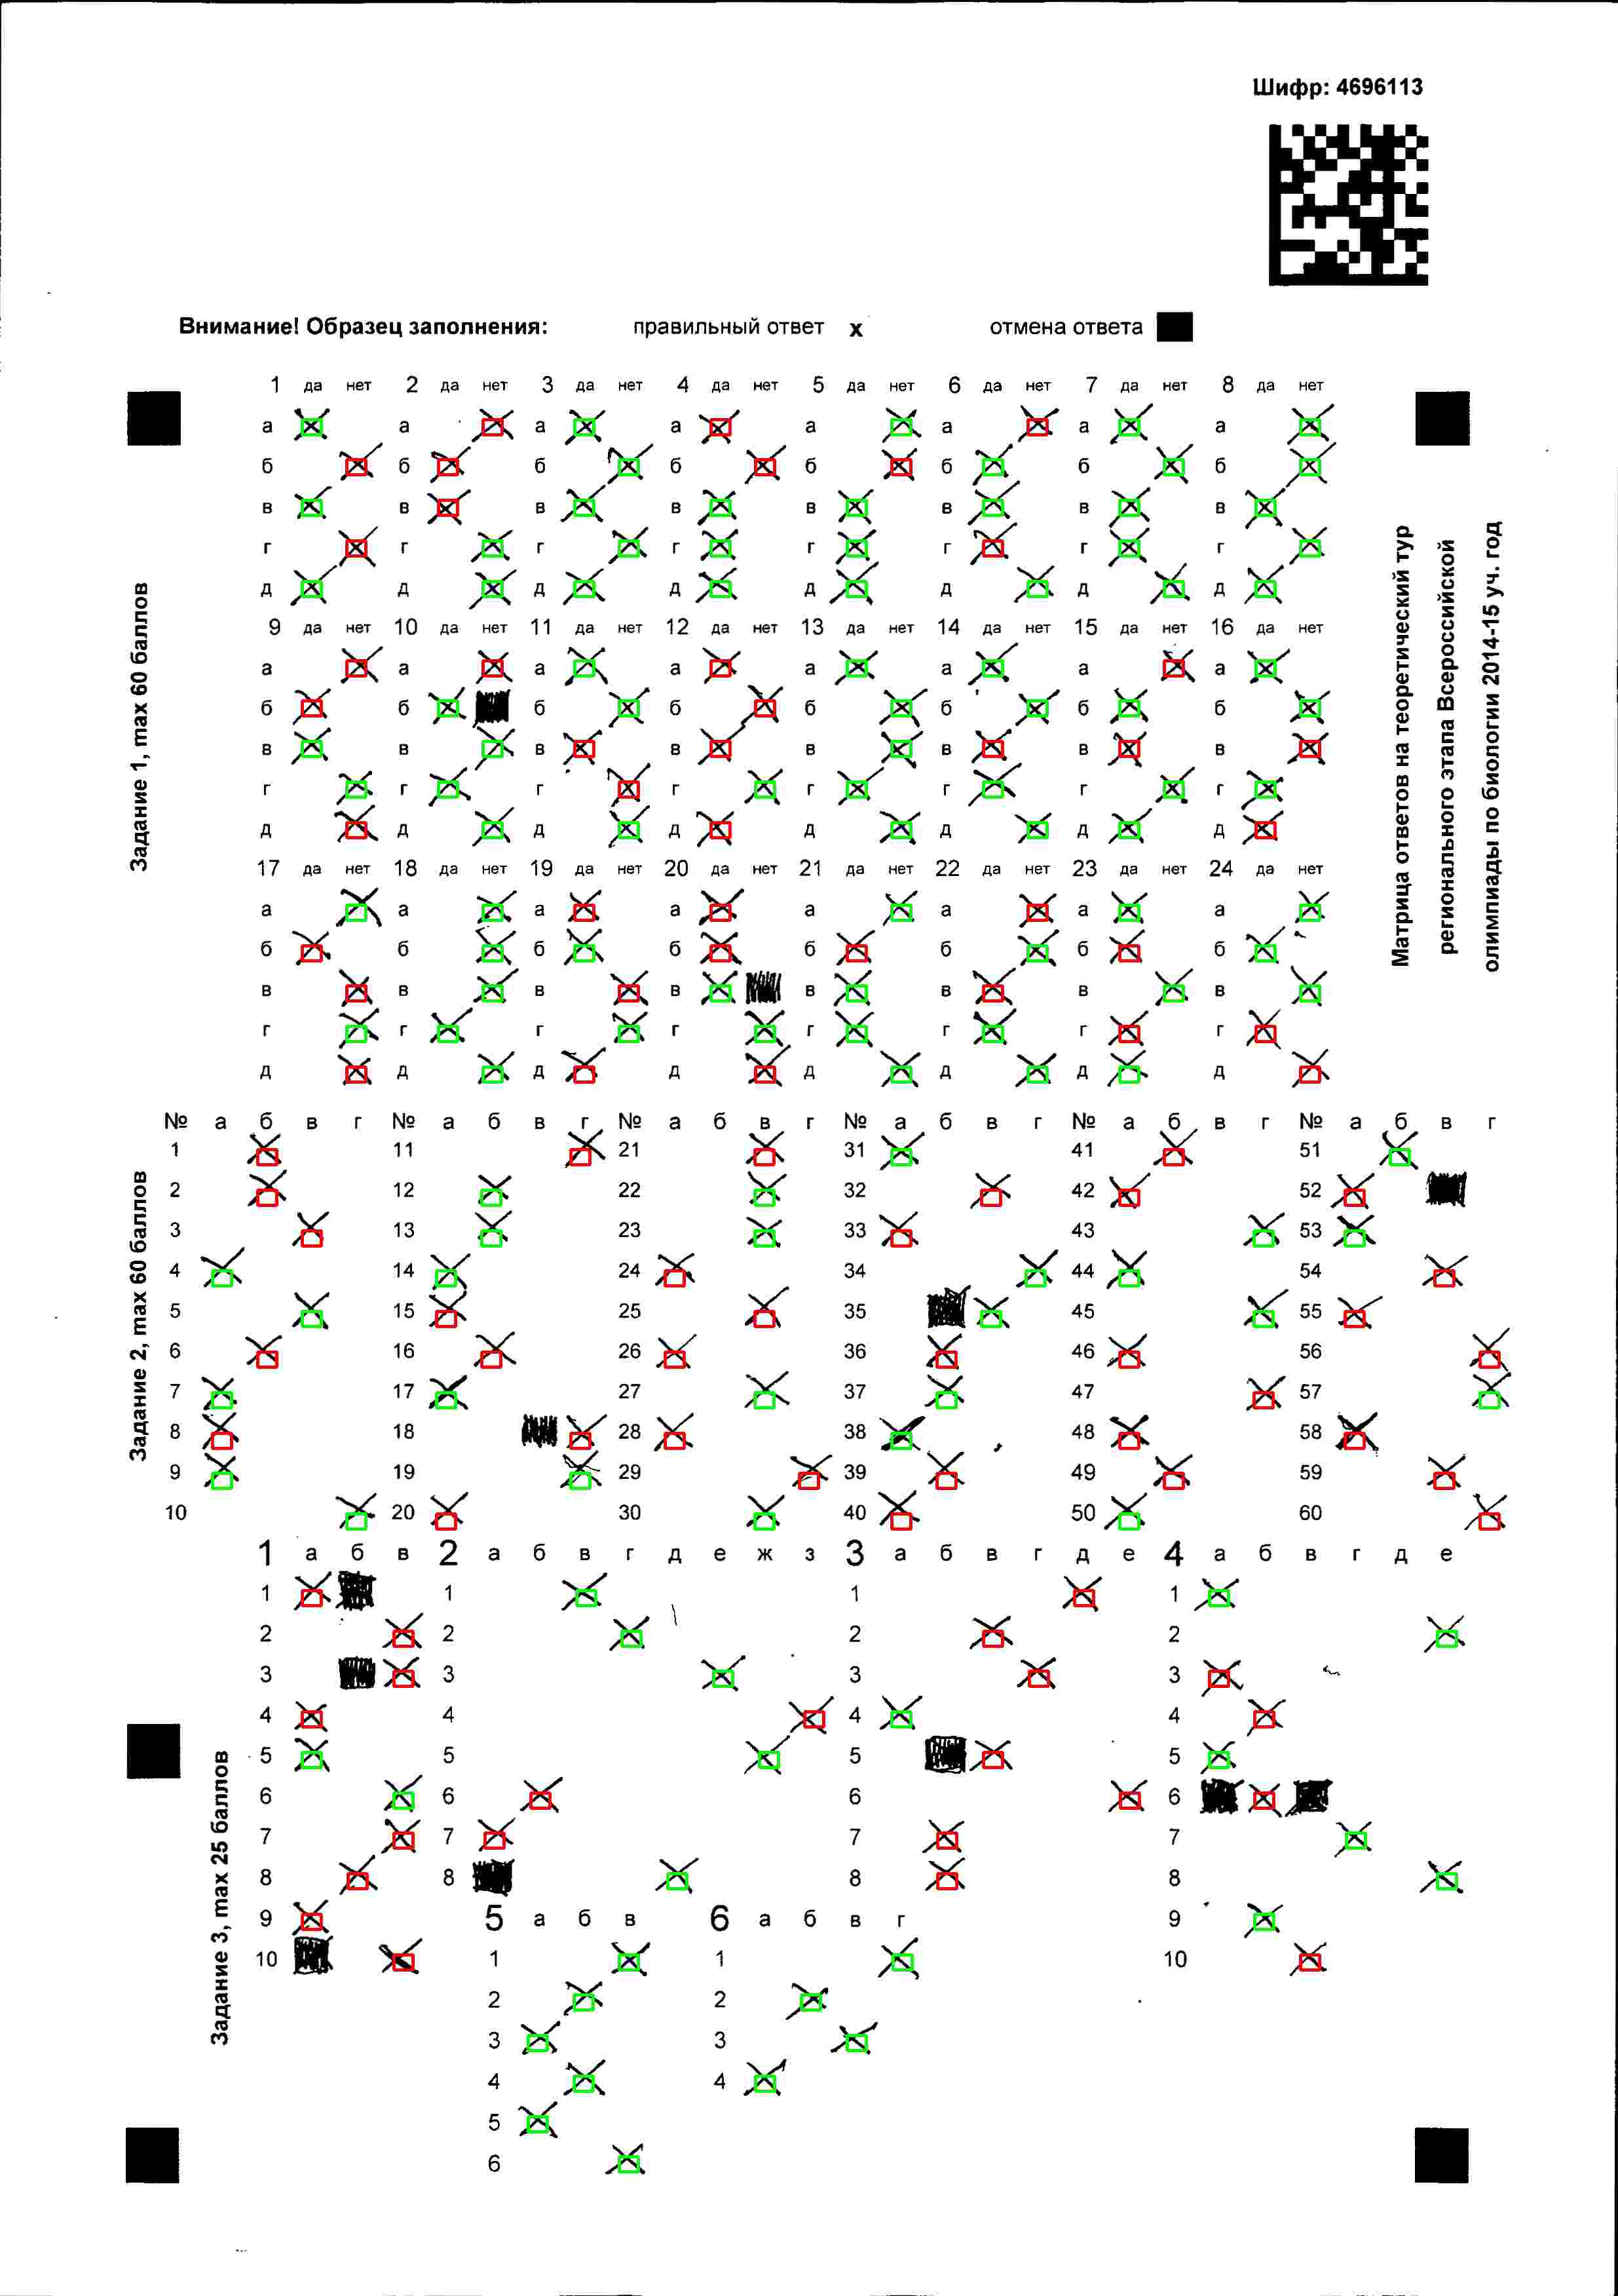 Шифр: 4696113
Внимание! Образец заполнения: правильный ответ x отмена ответа
Задание 1, max 60 баллов
1 да нет 2 да нет 3 да нет 4 да нет 5 да нет 6 да нет 7 да нет 8 да нет
а а а а а а а а
б б б б б б б б
в в в в в в в в
г г г г г г г г
д д д д д д д д
9 да нет 10 да нет 11 да нет 12 да нет 13 да нет 14 да нет 15 да нет 16 да нет
а а а а а а а а
б б б б б б б б
в в в в в в в в
г г г г г г г г
д д д д д д д д
17 да нет 18 да нет 19 да нет 20 да нет 21 да нет 22 да нет 23 да нет 24 да нет
а а а а а а а а
б б б б б б б б
в в в в в в в в
г г г г г г г г
д д д д д д д д
Матрица ответов на теоретический тур
регионального этапа Всероссийской
олимпиады по биологии 2014-15 уч. год
Задание 2, max 60 баллов
№ а б в г № а б в г № а б в г № а б в г № а б в г № а б в г
1 11 21 31 41 51
2 12 22 32 42 52
3 13 23 33 43 53
4 14 24 34 44 54
5 15 25 35 45 55
6 16 26 36 46 56
7 17 27 37 47 57
8 18 28 38 48 58
9 19 29 39 49 59
10 20 30 40 50 60
Задание 3, max 25 баллов
1 а б в 2 а б в г д е ж з 3 а б в г д е 4 а б в г д е
1 1 1 1
2 2 2 2
3 3 3 3
4 4 4 4
5 5 5 5
6 6 6 6
7 7 7 7
8 8 8 8
9 5 а б в 6 а б в г 9
10 1 1 10
2 2
3 3
4 4
5
6